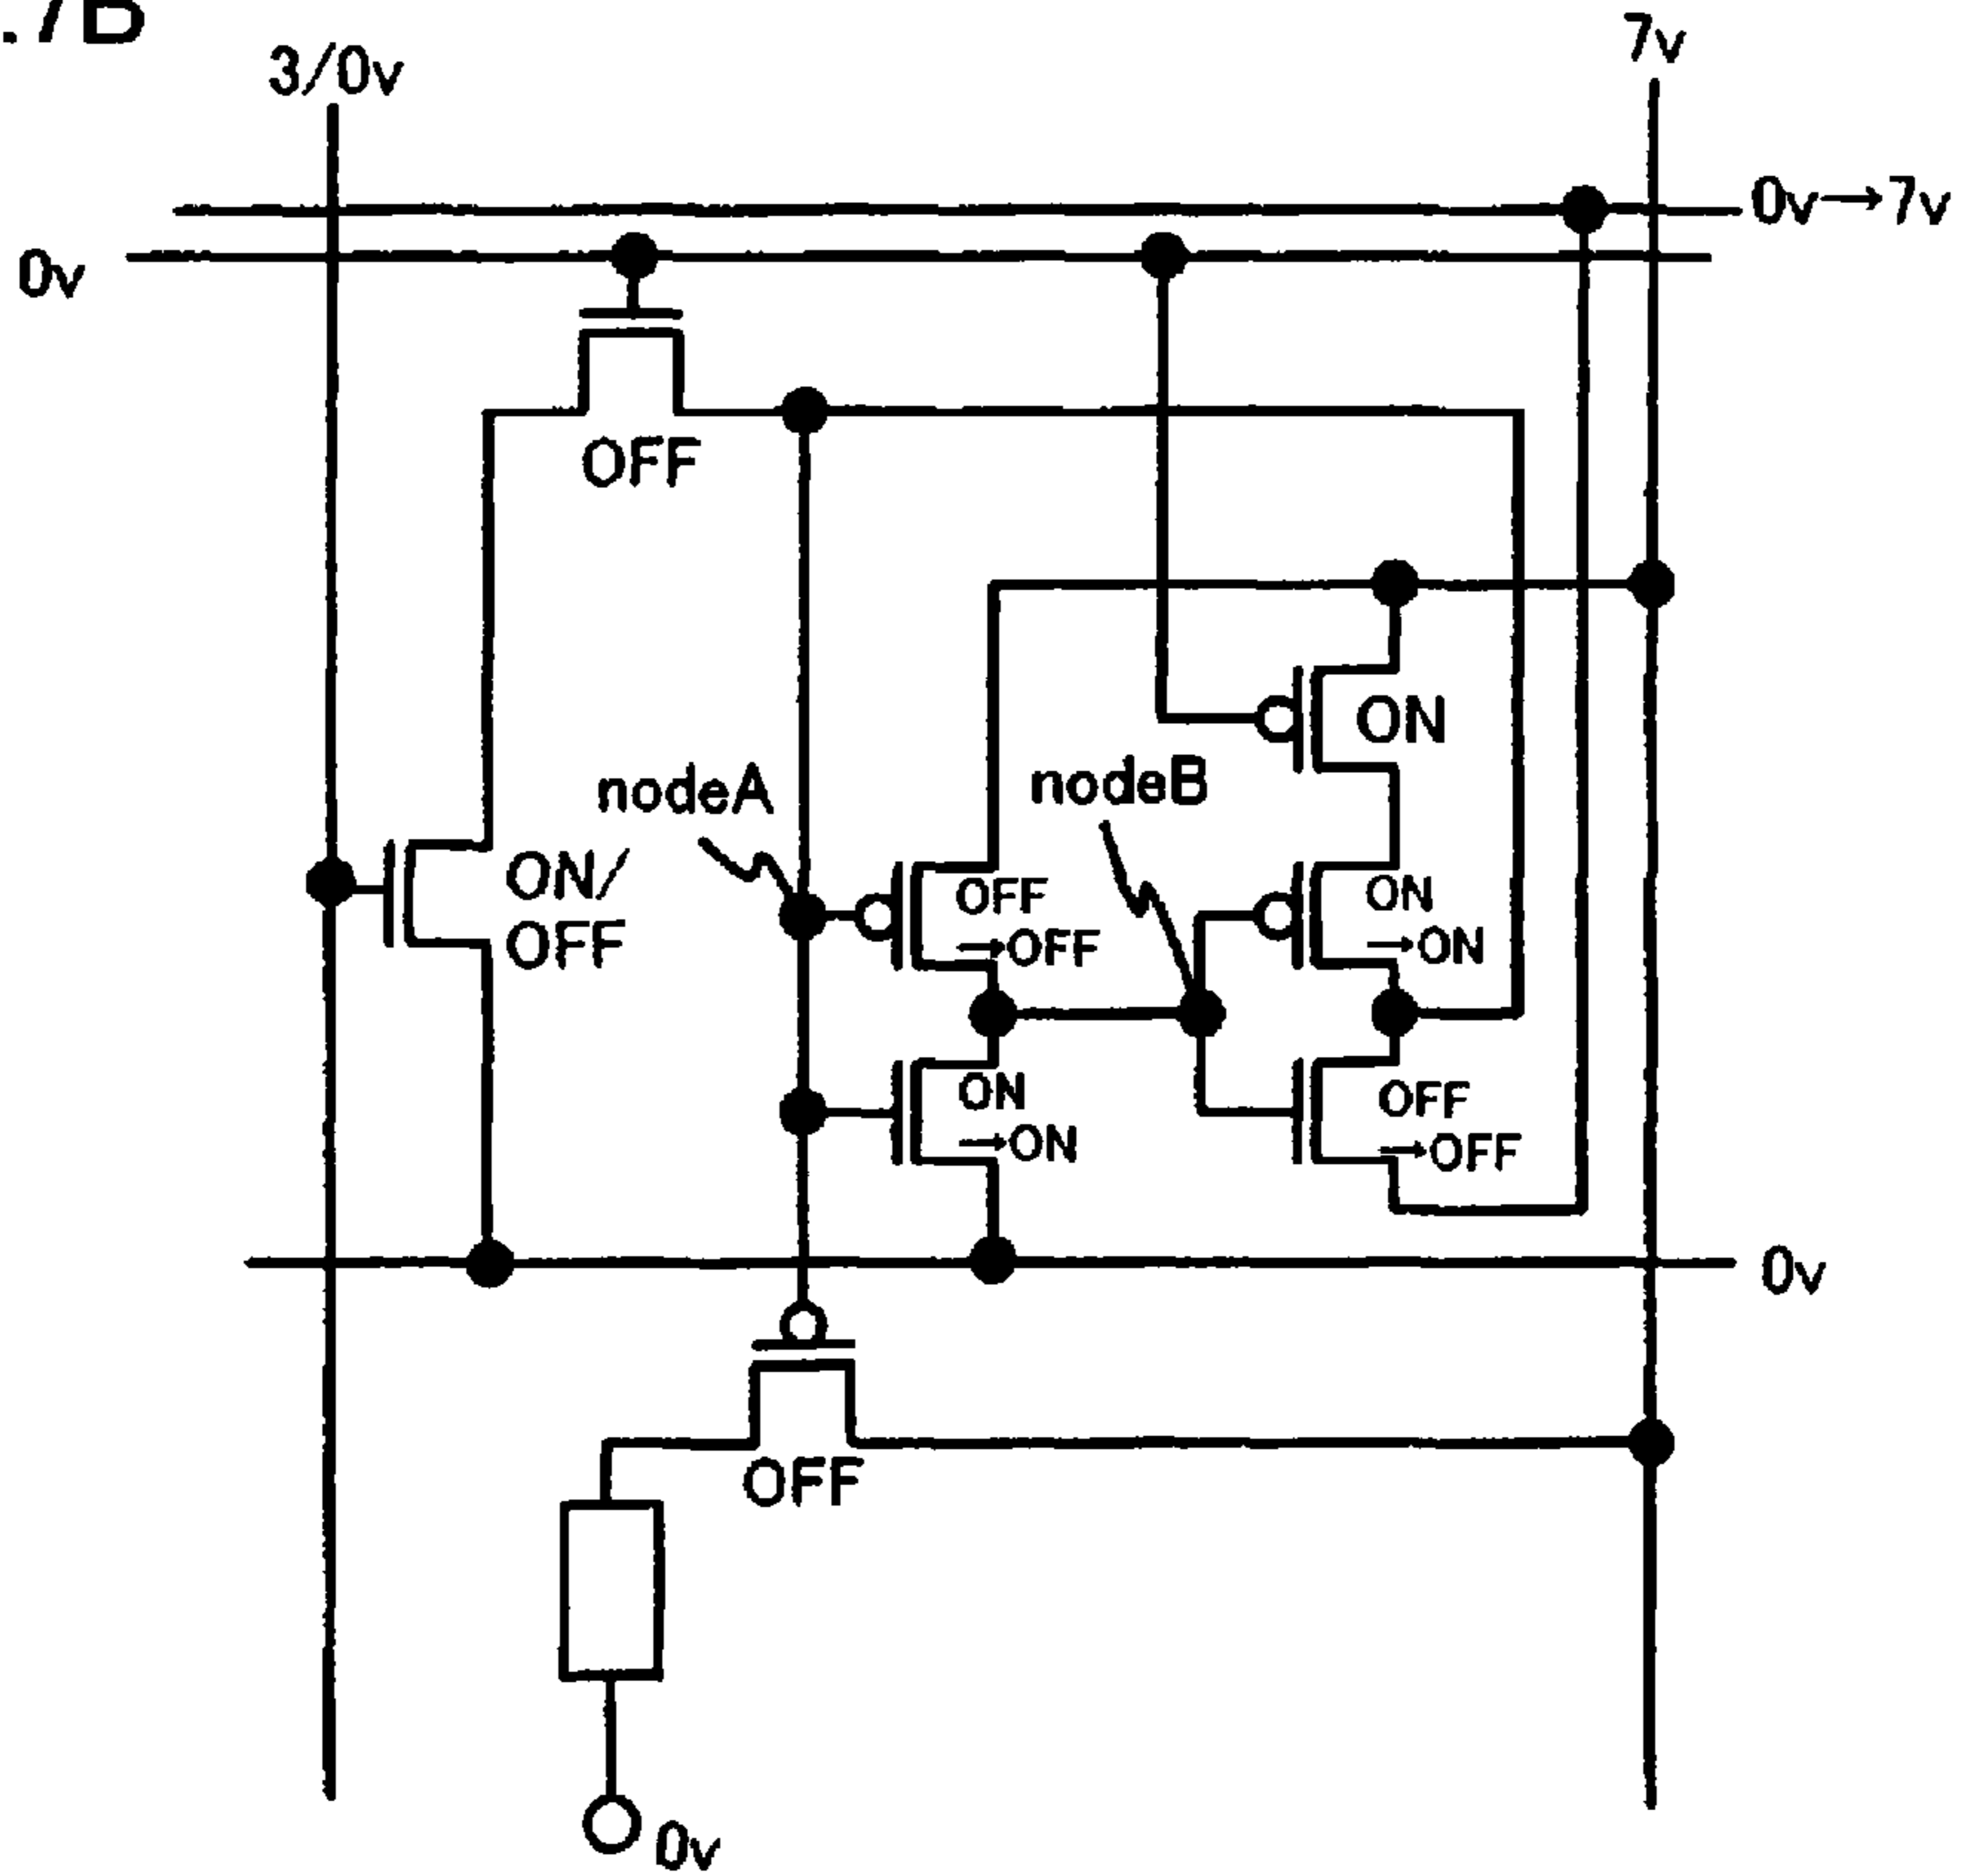 .7B
3/0v
7v
0v→7v
0v
OFF
ON
nodeA
nodeB
ON/
OFF
OFF
→OFF
ON
→ON
ON
→ON
OFF
→OFF
0v
OFF
0v